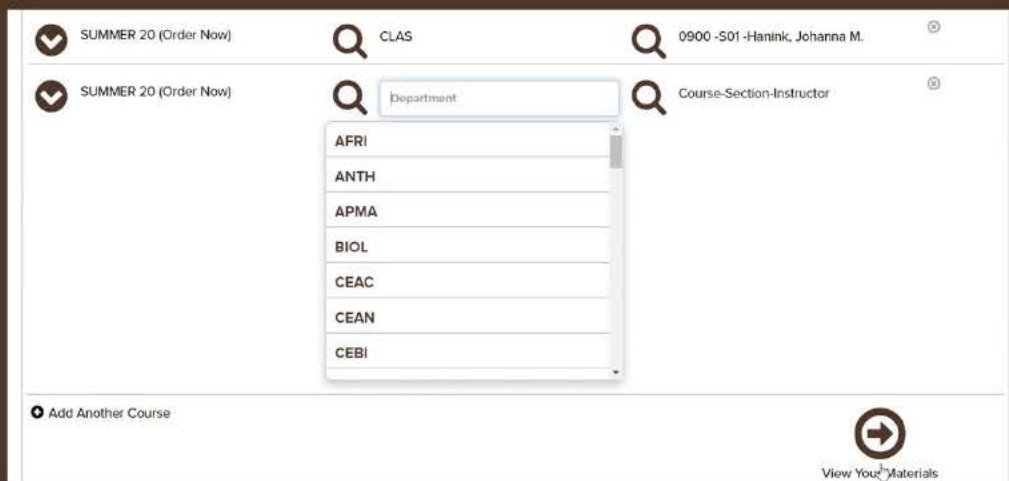 SUMMER 20 (Order Now) CLAS 0900 -S01 -Hanink, Johanna M.
SUMMER 20 (Order Now) Department Course-Section-Instructor
AFRI
ANTH
APMA
BIOL
CEAC
CEAN
CEBI
Add Another Course
View Your Materials